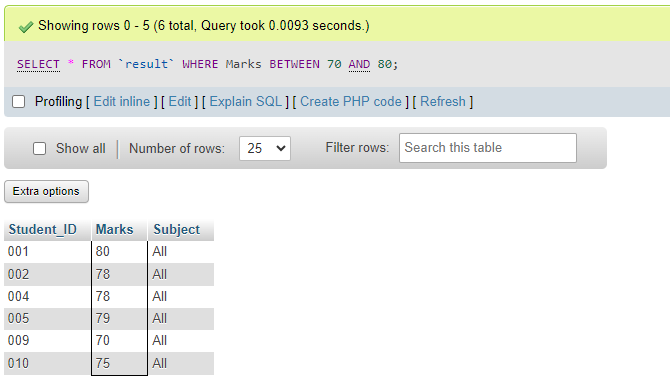 Showing rows 0 - 5 (6 total, Query took 0.0093 seconds.)
SELECT * FROM `result` WHERE Marks BETWEEN 70 AND 80;
Profiling [ Edit inline ] [ Edit ] [ Explain SQL ] [ Create PHP code ] [ Refresh ]
Show all Number of rows: 25 Filter rows: Search this table
Extra options
Student_ID Marks Subject
001 80 All
002 78 All
004 78 All
005 79 All
009 70 All
010 75 All